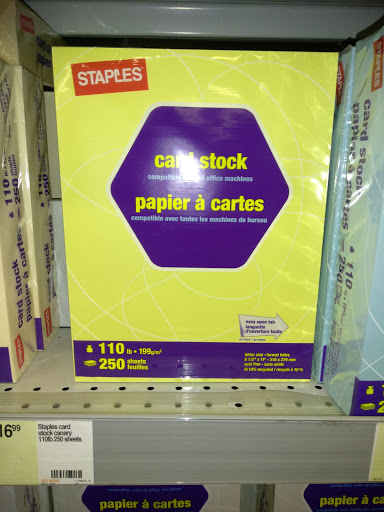 STAPLES
card stock
compatible all office machines
papier à cartes
compatible avec toutes les machines de bureau
easy open tab
languette
d'ouverture facile
110 lb • 199g/m²
250 sheets
feuilles
letter size • format lettre
8 1/2" x 11" • 216 x 279 mm
acid free • sans acide
10% recycled / recyclé à 10 %
110
250
card stock
papier à cartes
STAPLES
card stock
papier à cartes
110
250
16.99
Staples card
stock canary
110lb 250 sheets
papier à cartes
papier à cartes